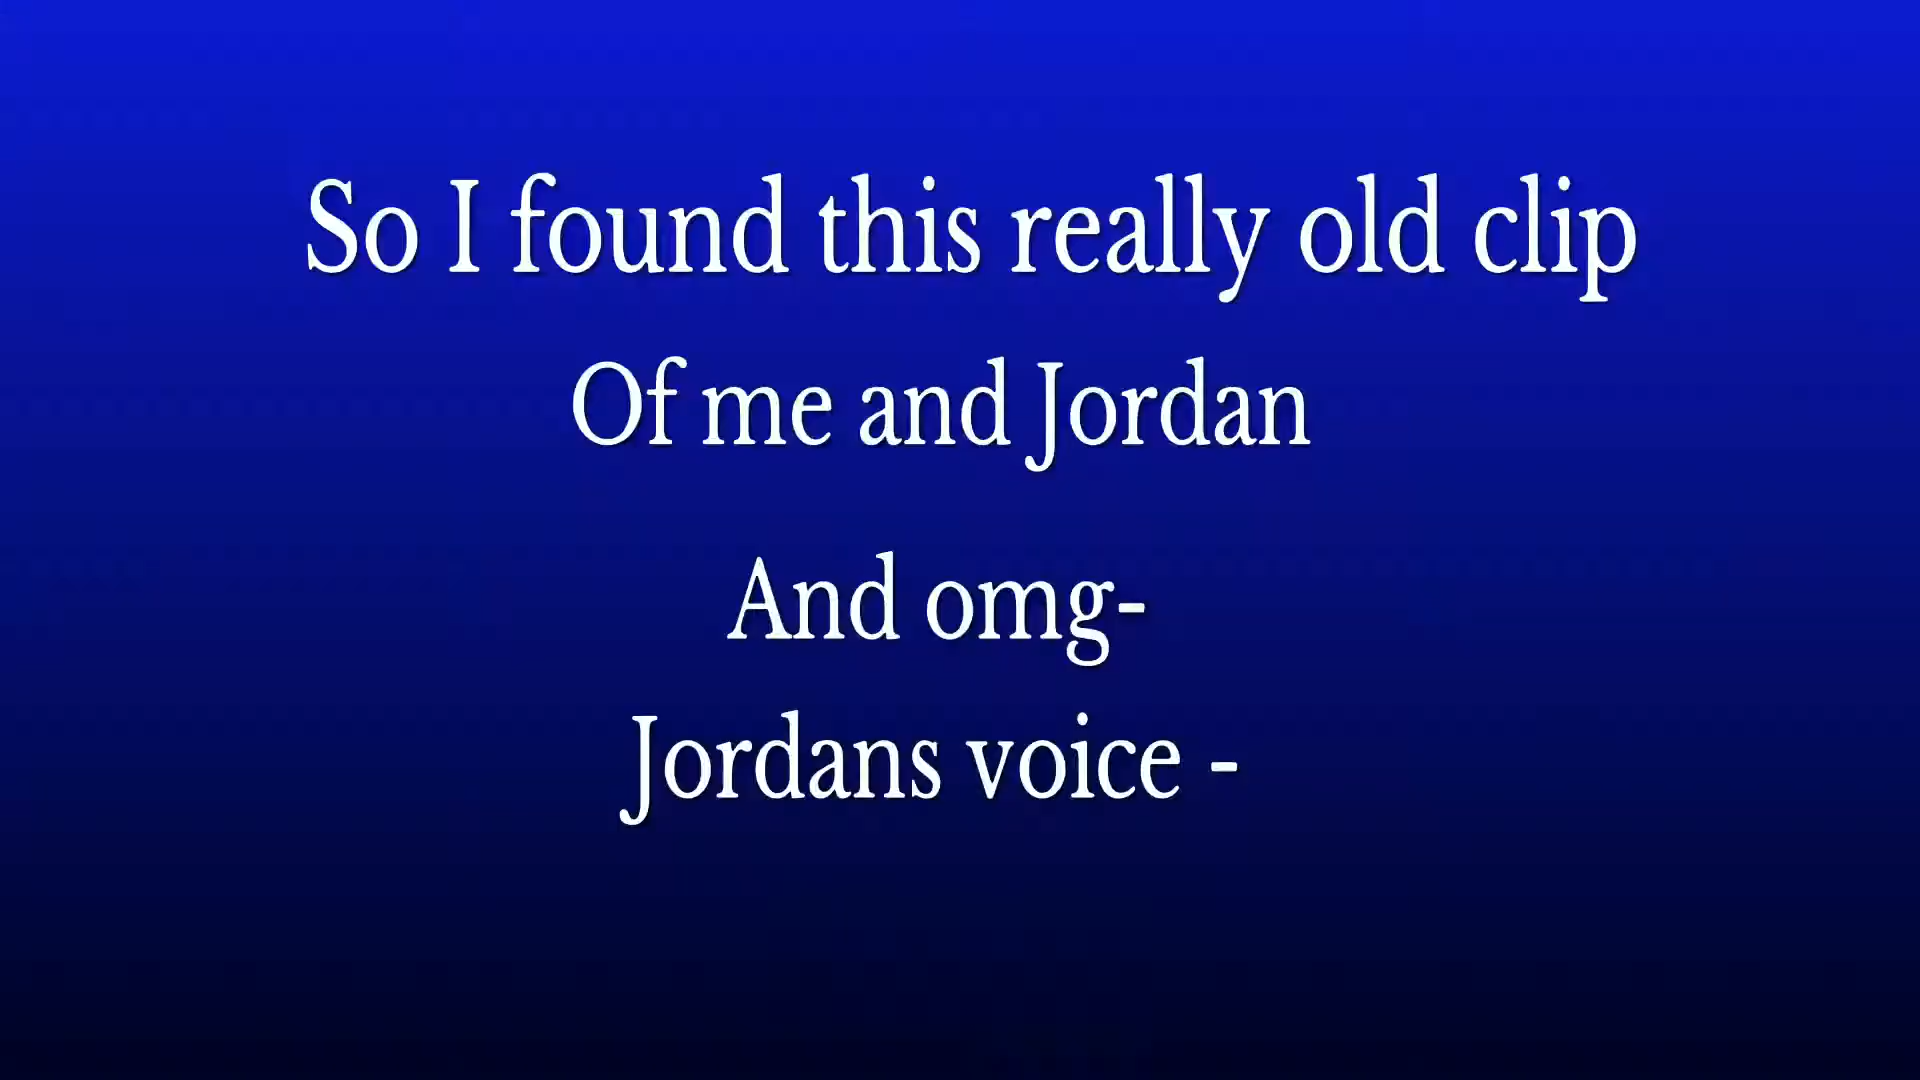 So I found this really old clip
Of me and Jordan
And omg-
Jordans voice -